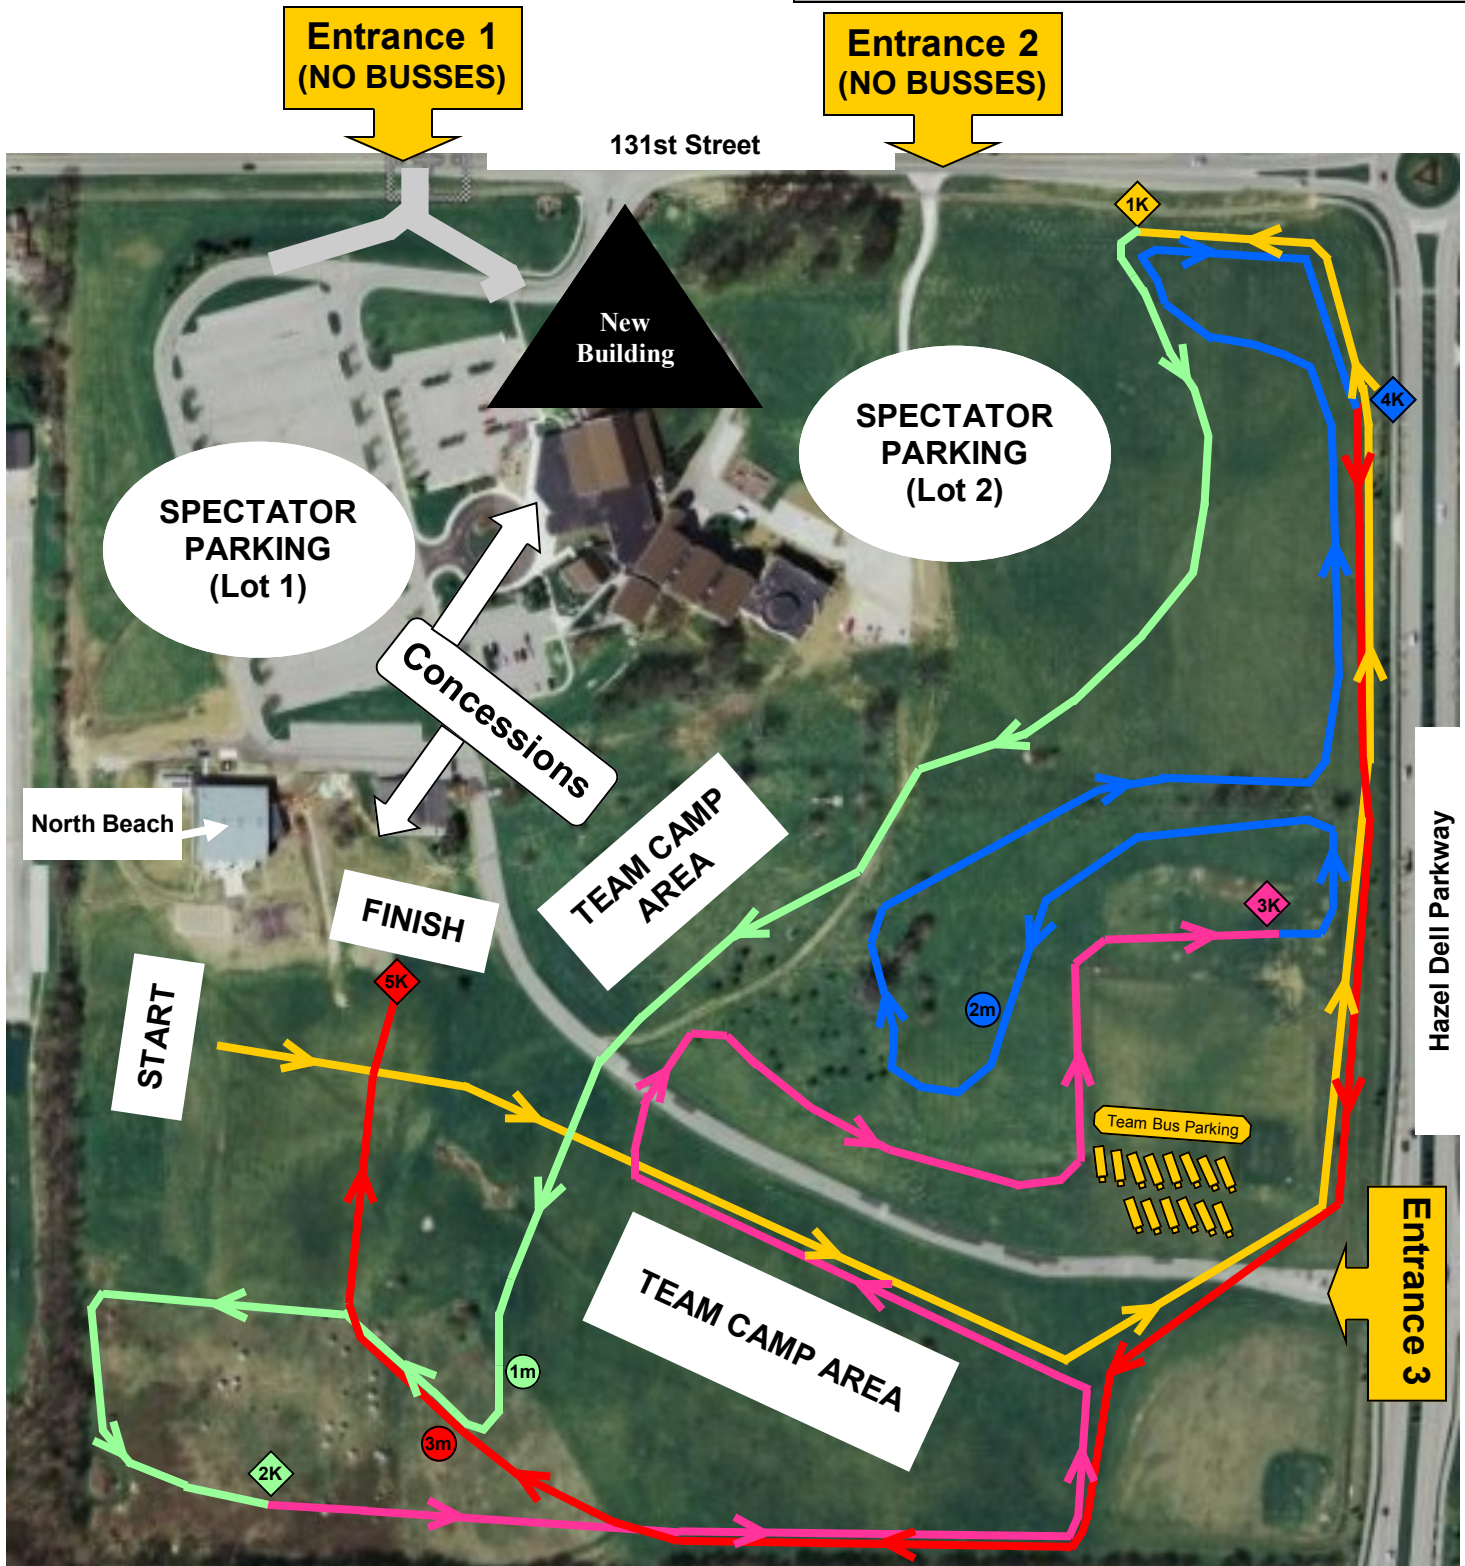 Entrance 1
(NO BUSSES)
Entrance 2
(NO BUSSES)
131st Street
1K
New
Building
4K
SPECTATOR
PARKING
(Lot 2)
SPECTATOR
PARKING
(Lot 1)
Concessions
North Beach
TEAM CAMP
AREA
Hazel Dell Parkway
FINISH
3K
5K
START
2m
Team Bus Parking
Entrance 3
TEAM CAMP AREA
1m
3m
2K